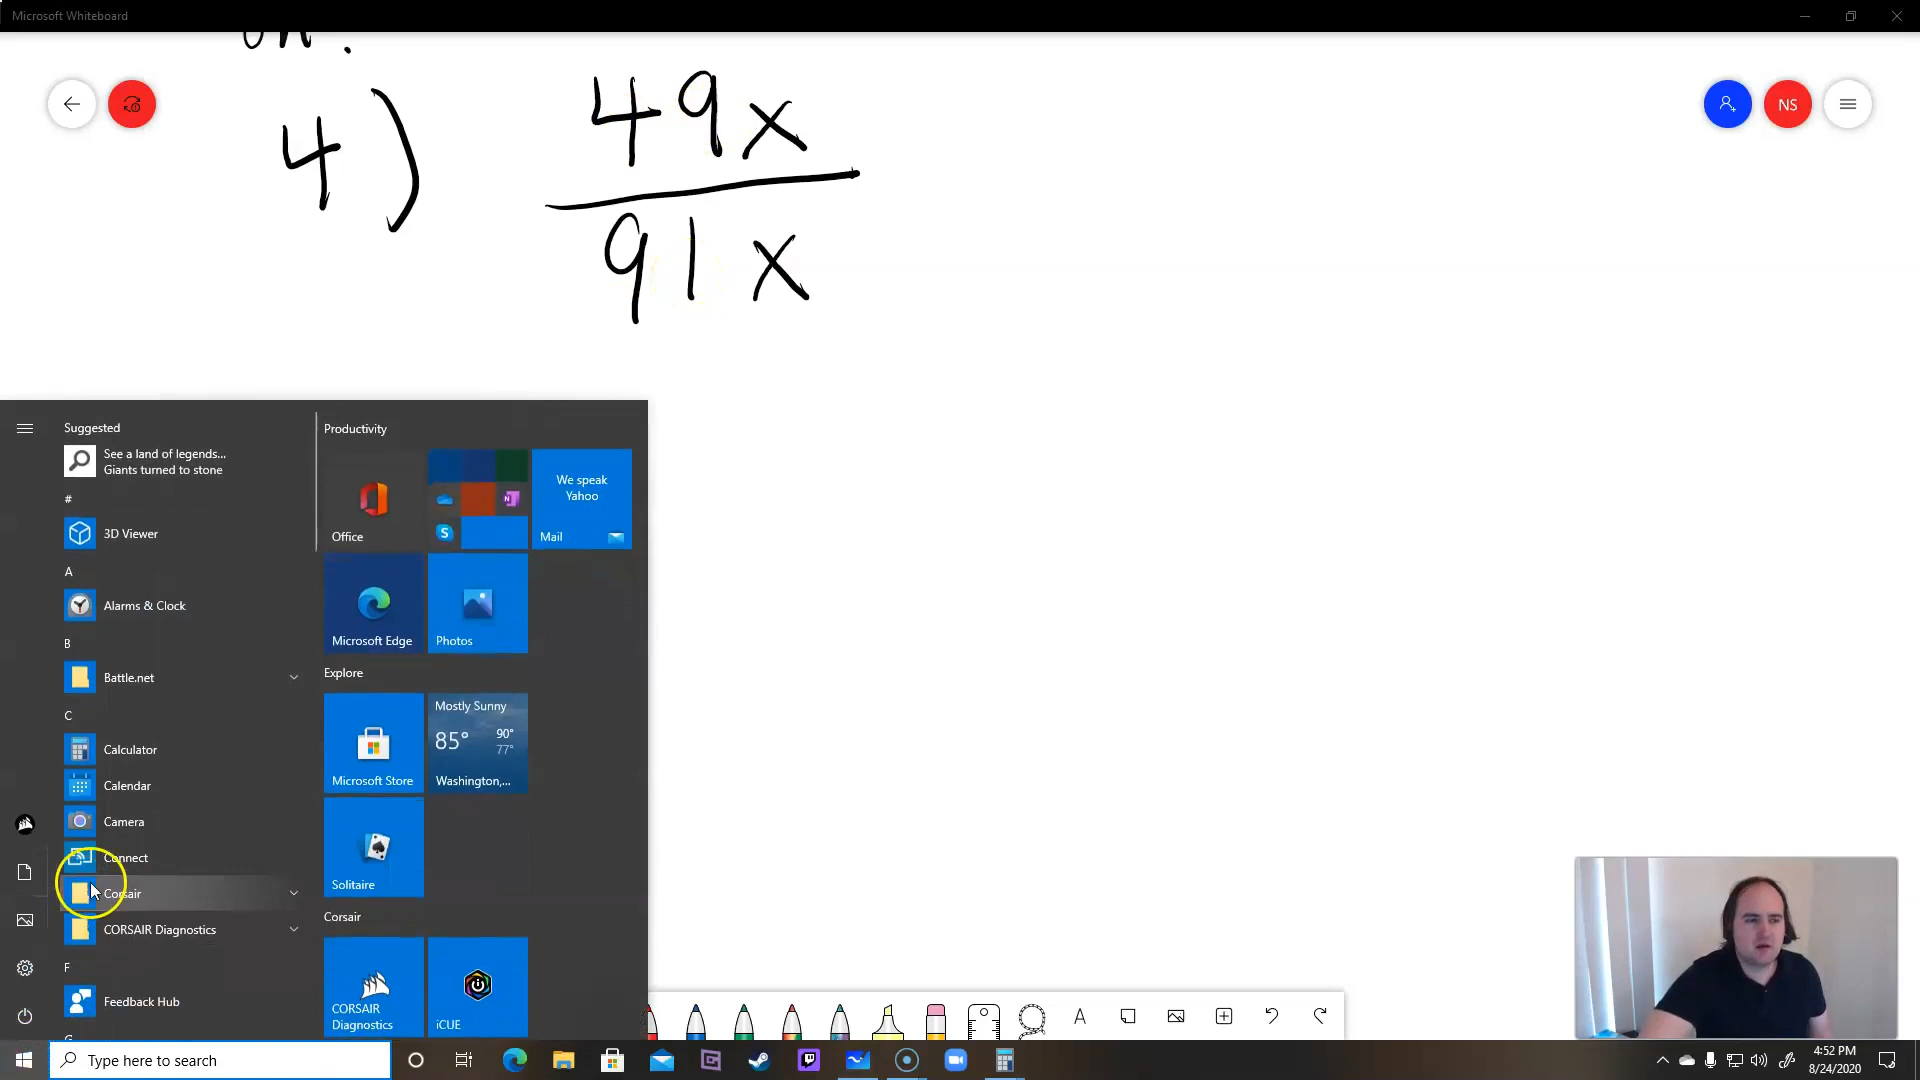 Microsoft Whiteboard
on.
4) 49x
91x
NS
Suggested
See a land of legends...
Giants turned to stone
#
3D Viewer
A
Alarms & Clock
B
Battle.net
C
Calculator
Calendar
Camera
Connect
Corsair
CORSAIR Diagnostics
F
Feedback Hub
Productivity
Office
We speak
Yahoo
Mail
Microsoft Edge
Photos
Explore
Microsoft Store
Mostly Sunny
85° 90°
77°
Washington,...
Solitaire
Corsair
CORSAIR
Diagnostics
iCUE
Type here to search
4:52 PM
8/24/2020